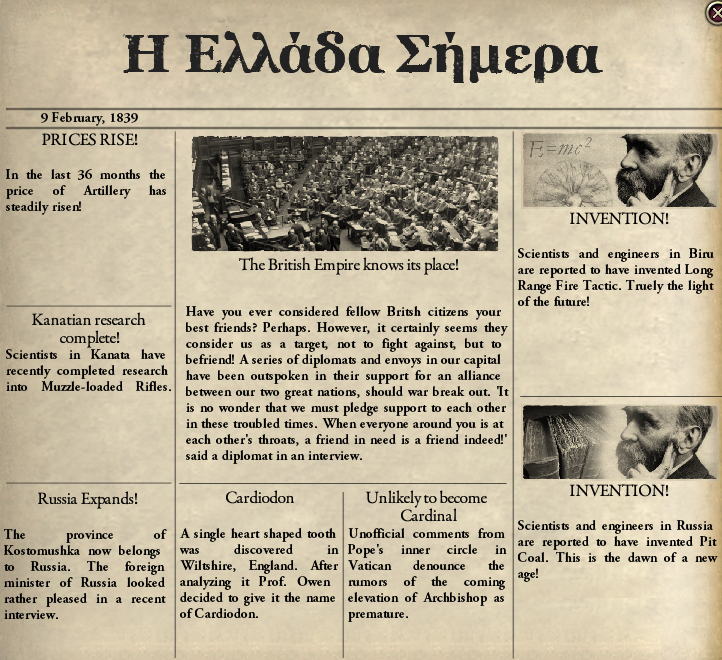 Η Ελλάδα Σήμερα
9 February, 1839
PRICES RISE!
In the last 36 months the
price of Artillery has
steadily risen!
Kanatian research
complete!
Scientists in Kanata have
recently completed research
into Muzzle-loaded Rifles.
Russia Expands!
The province of
Kostomushka now belongs
to Russia. The foreign
minister of Russia looked
rather pleased in a recent
interview.
The British Empire knows its place!
Have you ever considered fellow Britsh citizens your
best friends? Perhaps. However, it certainly seems they
consider us as a target, not to fight against, but to
befriend! A series of diplomats and envoys in our capital
have been outspoken in their support for an alliance
between our two great nations, should war break out. 'It
is no wonder that we must pledge support to each other
in these troubled times. When everyone around you is at
each other's throats, a friend in need is a friend indeed!'
said a diplomat in an interview.
Cardiodon
A single heart shaped tooth
was discovered in
Wiltshire, England. After
analyzing it Prof. Owen
decided to give it the name
of Cardiodon.
Unlikely to become
Cardinal
Unofficial comments from
Pope's inner circle in
Vatican denounce the
rumors of the coming
elevation of Archbishop as
premature.
E=mc²
INVENTION!
Scientists and engineers in Biru
are reported to have invented Long
Range Fire Tactic. Truely the light
of the future!
INVENTION!
Scientists and engineers in Russia
are reported to have invented Pit
Coal. This is the dawn of a new
age!